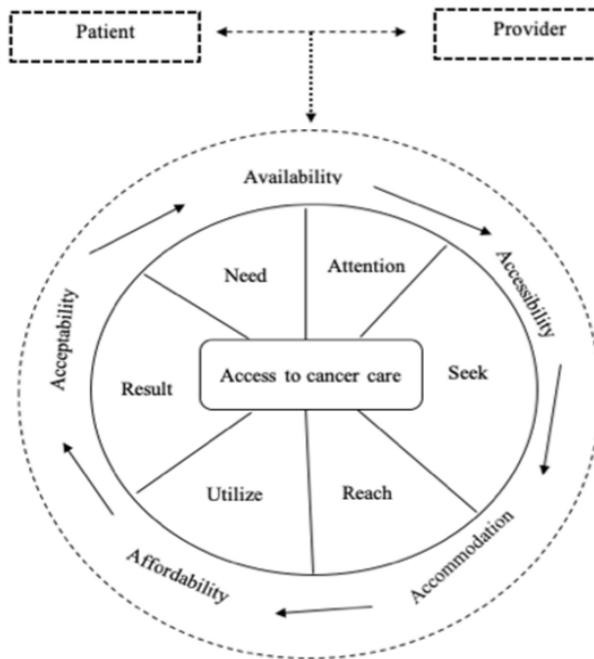 Patient
Provider
Availability
Accessibility
Accommodation
Affordability
Acceptability
Need
Attention
Seek
Reach
Utilize
Result
Access to cancer care